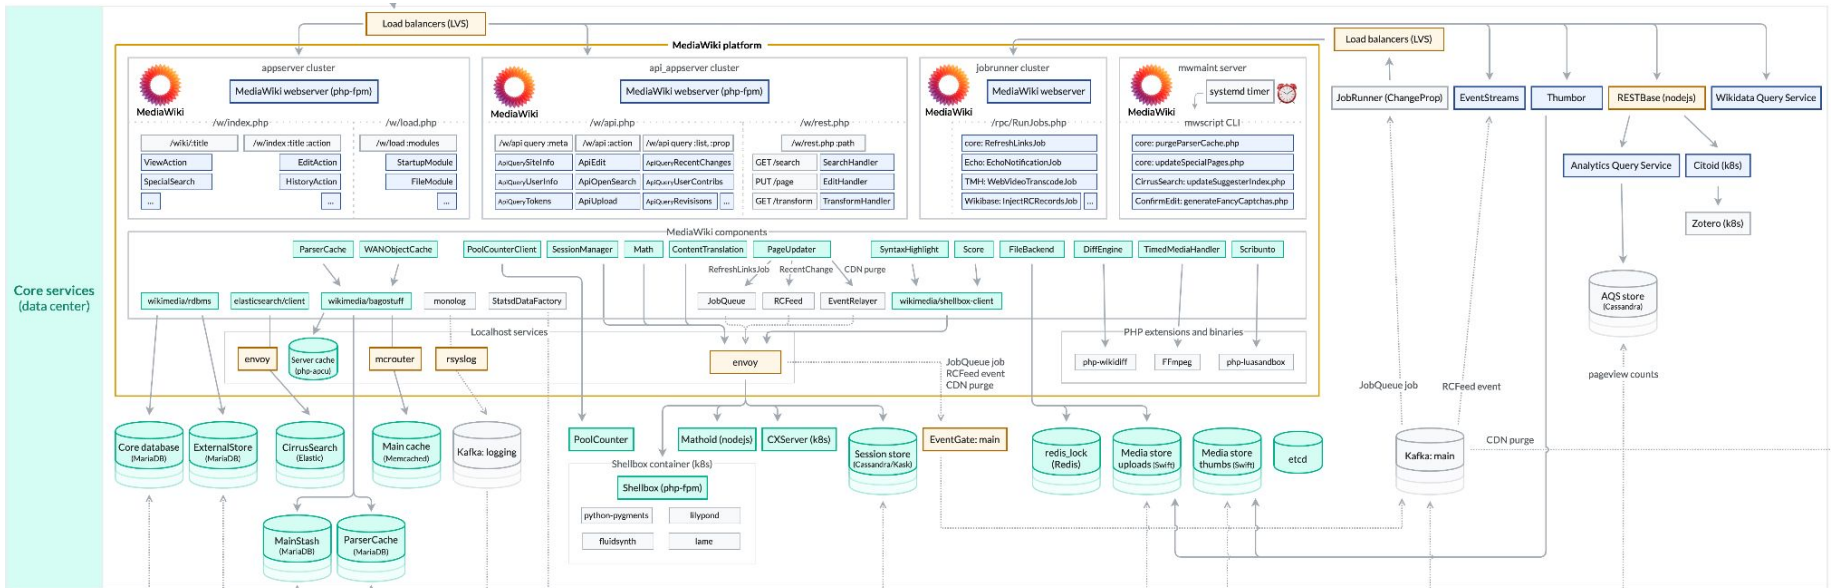 Load balancers (LVS)
Load balancers (LVS)
MediaWiki platform
appserver cluster
MediaWiki webserver (php-fpm)
MediaWiki
/w/index.php
/w/load.php
/wiki/:title
/w/index :title :action
/w/load :modules
ViewAction
EditAction
StartupModule
SpecialSearch
HistoryAction
FileModule
...
...
...
api_appserver cluster
MediaWiki webserver (php-fpm)
MediaWiki
/w/api.php
/w/rest.php
/w/api query :meta
/w/api :action
/w/api query :list, :prop
/w/rest.php :path
ApiQuerySiteInfo
ApiEdit
ApiQueryRecentChanges
GET /search
SearchHandler
ApiQueryUserInfo
ApiOpenSearch
ApiQueryUserContribs
PUT /page
EditHandler
ApiQueryTokens
ApiUpload
ApiQueryRevisisons
...
GET /transform
TransformHandler
jobrunner cluster
MediaWiki webserver
MediaWiki
/rpc/RunJobs.php
core: RefreshLinksJob
Echo: EchoNotificationJob
TMH: WebVideoTranscodeJob
Wikibase: InjectRCRecordsJob
...
mwmaint server
systemd timer
MediaWiki
mwscript CLI
core: purgeParserCache.php
core: updateSpecialPages.php
CirrusSearch: updateSuggesterIndex.php
ConfirmEdit: generateFancyCaptchas.php
JobRunner (ChangeProp)
EventStreams
Thumbor
RESTBase (nodejs)
Wikidata Query Service
Analytics Query Service
Citoid (k8s)
Zotero (k8s)
AQS store
(Cassandra)
pageview counts
Core services
(data center)
MediaWiki components
ParserCache
WANObjectCache
PoolCounterClient
SessionManager
Math
ContentTranslation
PageUpdater
SyntaxHighlight
Score
FileBackend
DiffEngine
TimedMediaHandler
Scribunto
RefreshLinksJob
RecentChange
CDN purge
wikimedia/rdbms
elasticsearch/client
wikimedia/bagostuff
monolog
StatsdDataFactory
JobQueue
RCFeed
EventRelayer
wikimedia/shellbox-client
Localhost services
envoy
Server cache
(php-apcu)
mcrouter
rsyslog
envoy
JobQueue job
RCFeed event
CDN purge
PHP extensions and binaries
php-wikidiff
FFmpeg
php-luasandbox
JobQueue job
RCFeed event
CDN purge
Core database
(MariaDB)
ExternalStore
(MariaDB)
CirrusSearch
(Elastic)
Main cache
(Memcached)
Kafka: logging
PoolCounter
Mathoid (nodejs)
CXServer (k8s)
Session store
(Cassandra/Kask)
EventGate: main
redis_lock
(Redis)
Media store
uploads (Swift)
Media store
thumbs (Swift)
etcd
Kafka: main
Shellbox container (k8s)
Shellbox (php-fpm)
python-pygments
lilypond
fluidsynth
lame
MainStash
(MariaDB)
ParserCache
(MariaDB)